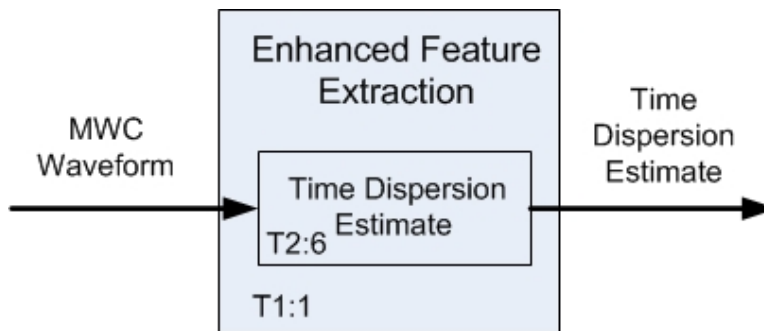 Enhanced Feature
Extraction
MWC
Waveform
Time Dispersion
Estimate
T2:6
T1:1
Time
Dispersion
Estimate